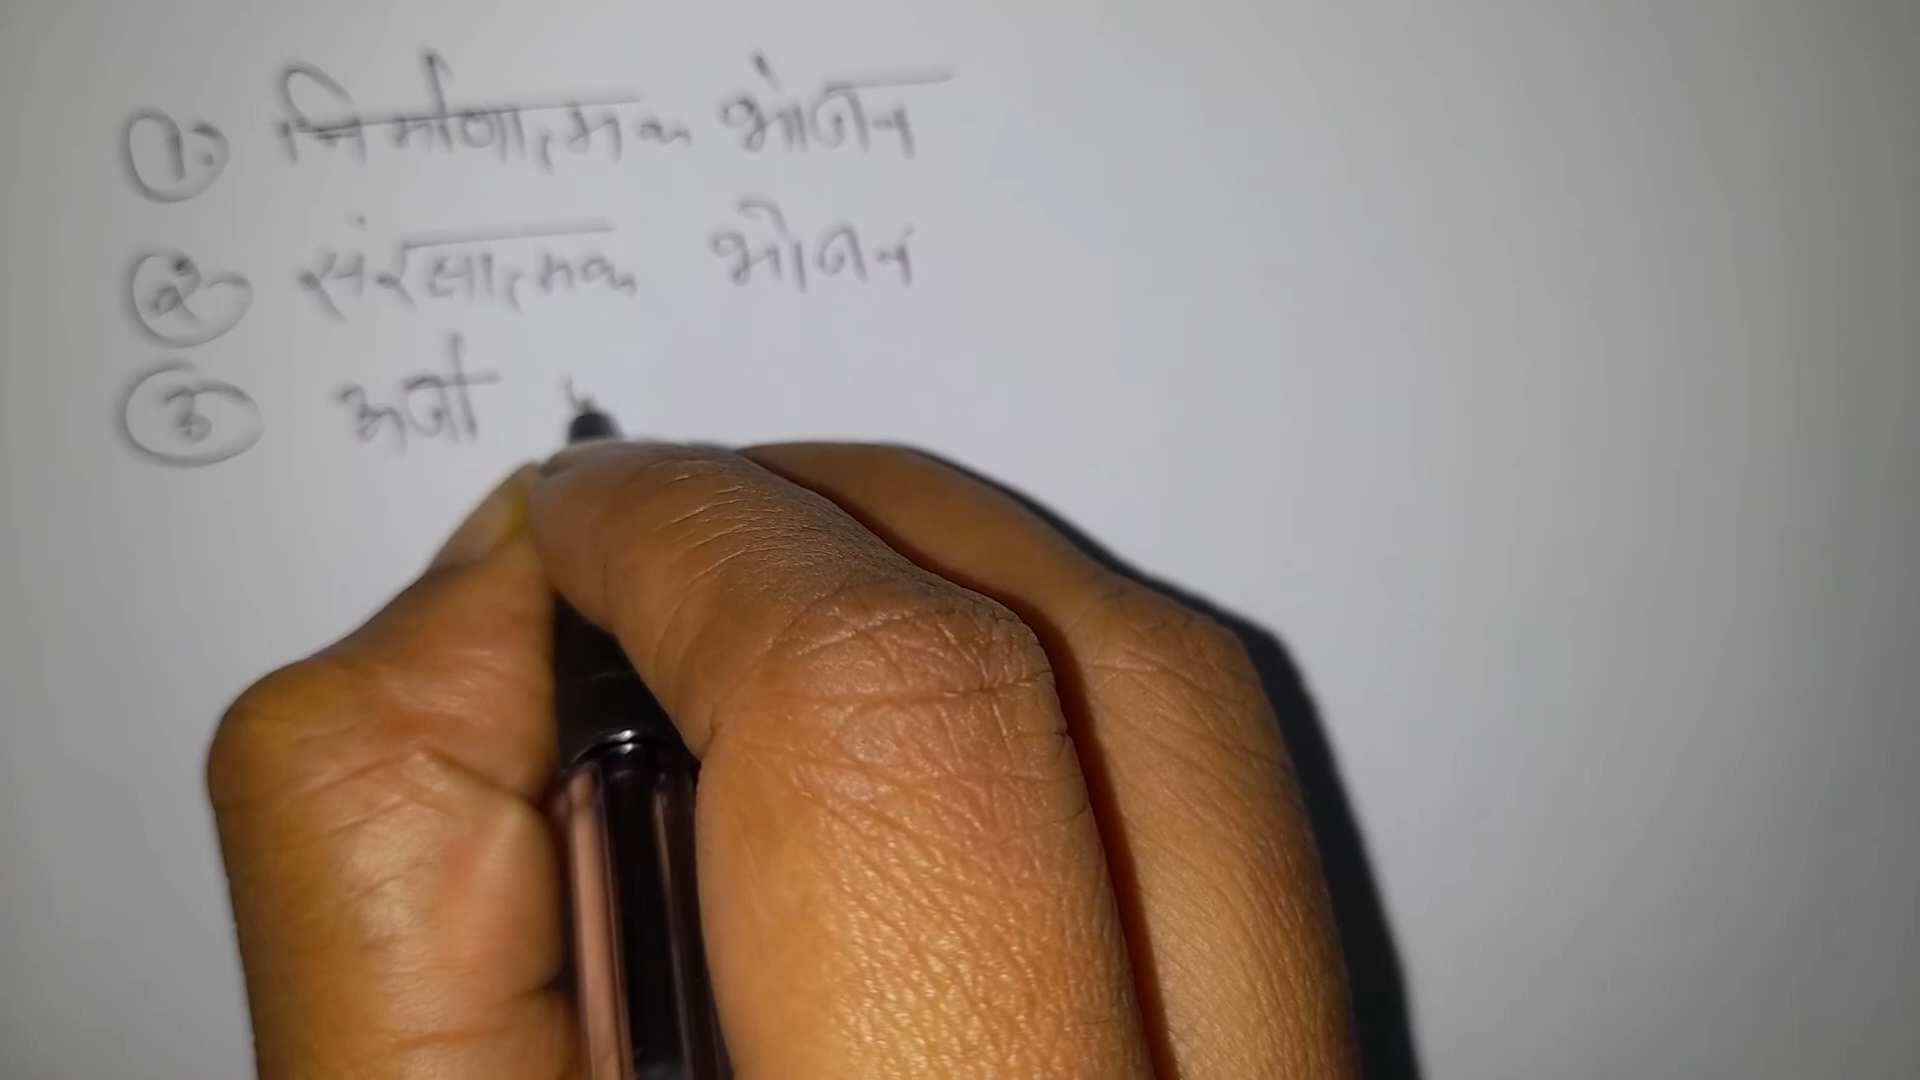 ①. निर्माणात्मक भोजन
② संरक्षात्मक भोजन
③ ऊर्जा